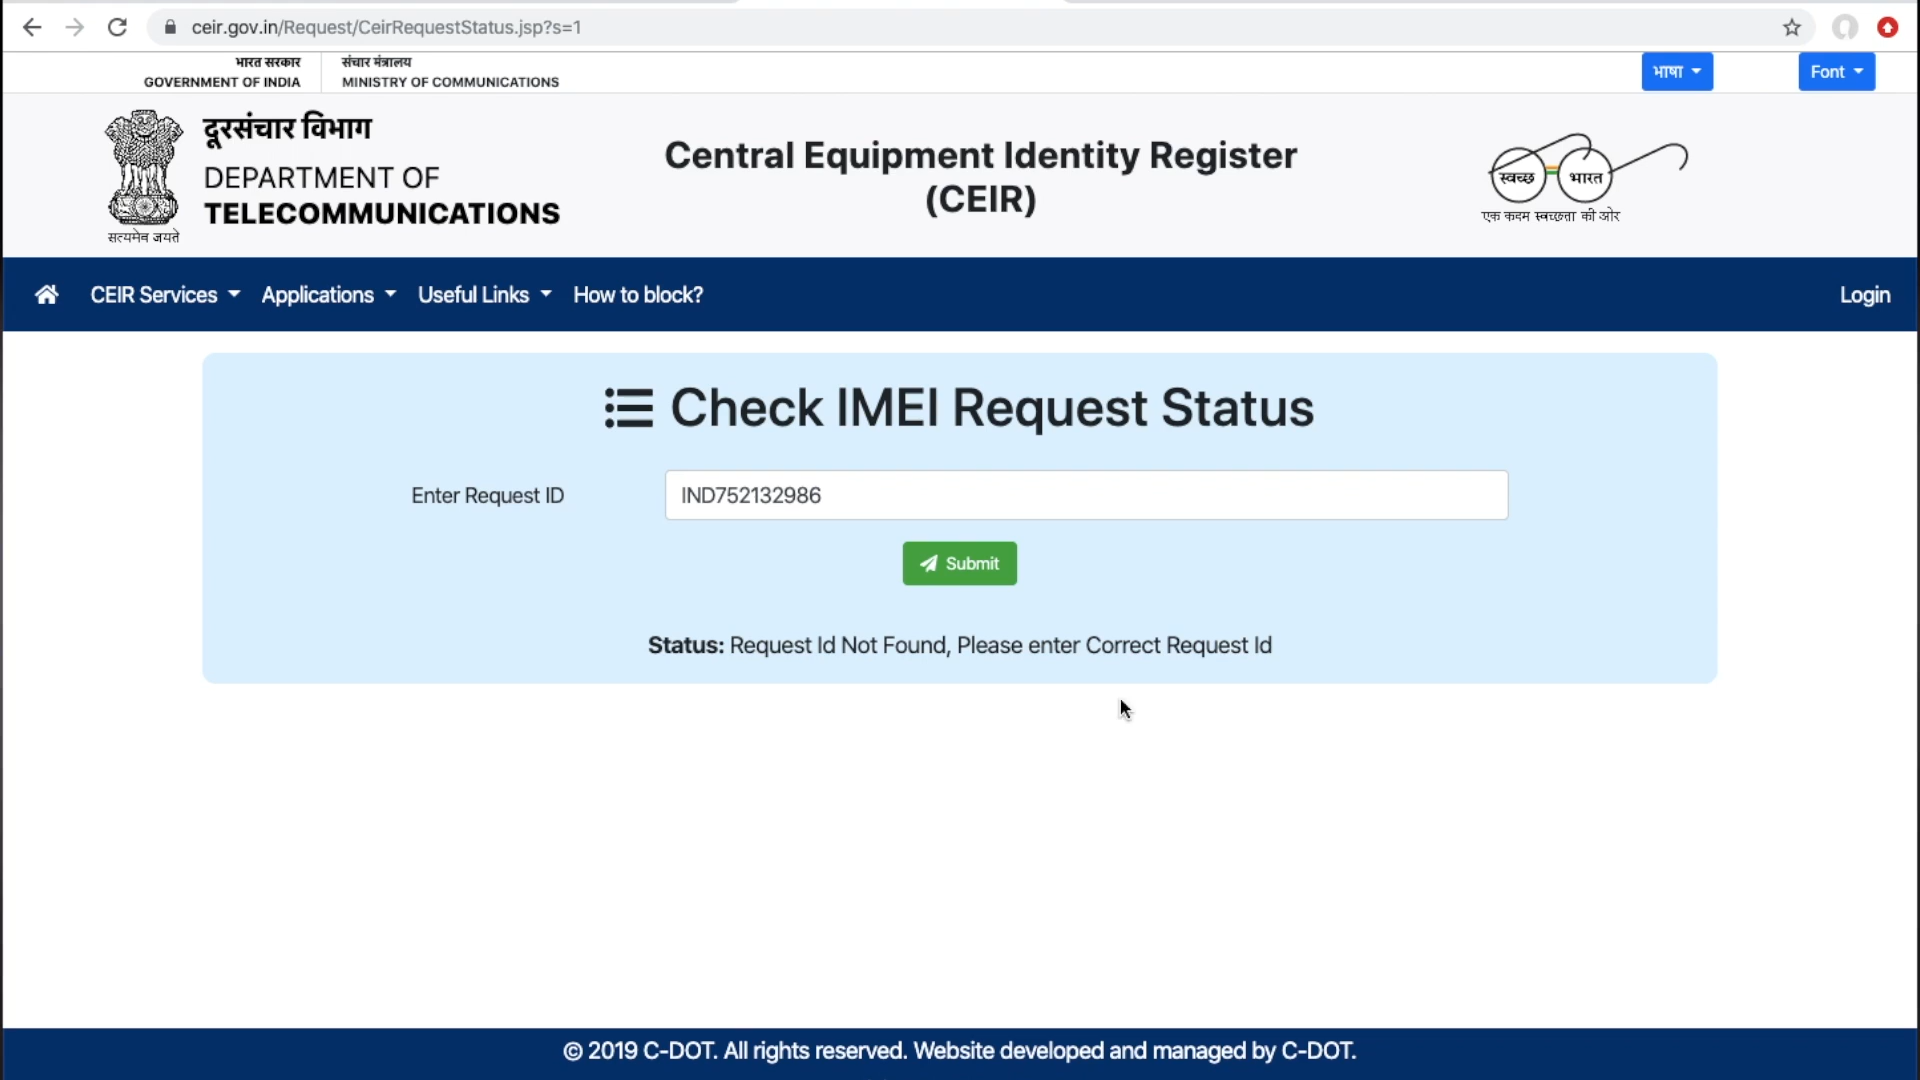 ceir.gov.in/Request/CeirRequestStatus.jsp?s=1
भारत सरकार
GOVERNMENT OF INDIA
संचार मंत्रालय
MINISTRY OF COMMUNICATIONS
भाषा
Font
दूरसंचार विभाग
DEPARTMENT OF
TELECOMMUNICATIONS
सत्यमेव जयते
Central Equipment Identity Register
(CEIR)
स्वच्छ भारत
एक कदम स्वच्छता की ओर
CEIR Services Applications Useful Links How to block? Login
Check IMEI Request Status
Enter Request ID IND752132986
Submit
Status: Request Id Not Found, Please enter Correct Request Id
© 2019 C-DOT. All rights reserved. Website developed and managed by C-DOT.